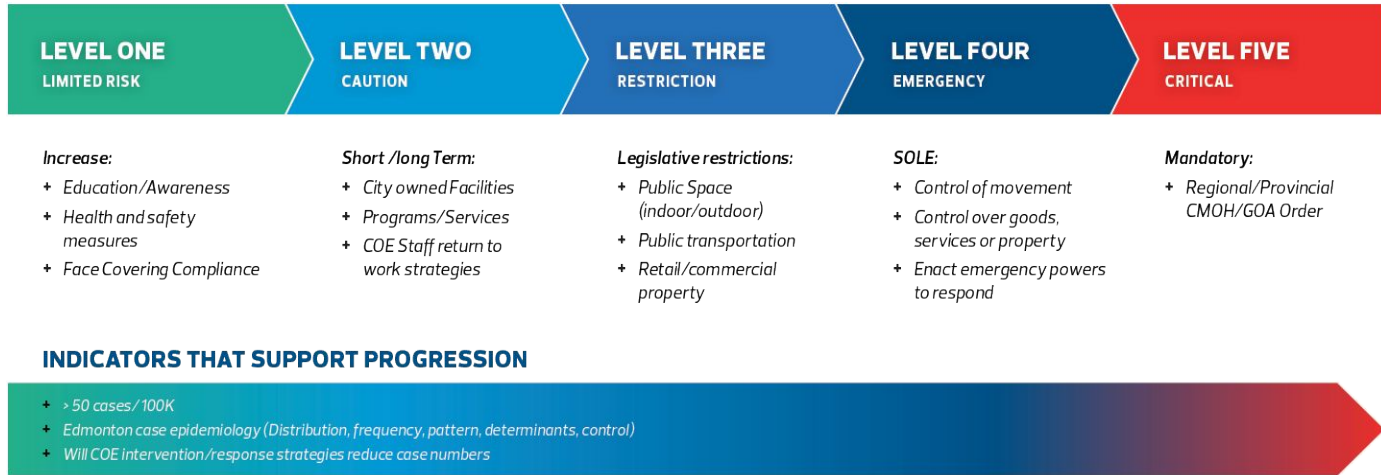 LEVEL ONE
LIMITED RISK
LEVEL TWO
CAUTION
LEVEL THREE
RESTRICTION
LEVEL FOUR
EMERGENCY
LEVEL FIVE
CRITICAL
Increase:
+ Education/Awareness
+ Health and safety
measures
+ Face Covering Compliance
Short /long Term:
+ City owned Facilities
+ Programs/Services
+ COE Staff return to
work strategies
Legislative restrictions:
+ Public Space
(indoor/outdoor)
+ Public transportation
+ Retail/commercial
property
SOLE:
+ Control of movement
+ Control over goods,
services or property
+ Enact emergency powers
to respond
Mandatory:
+ Regional/Provincial
CMOH/GOA Order
INDICATORS THAT SUPPORT PROGRESSION
+ > 50 cases/100K
+ Edmonton case epidemiology (Distribution, frequency, pattern, determinants, control)
+ Will COE intervention/response strategies reduce case numbers